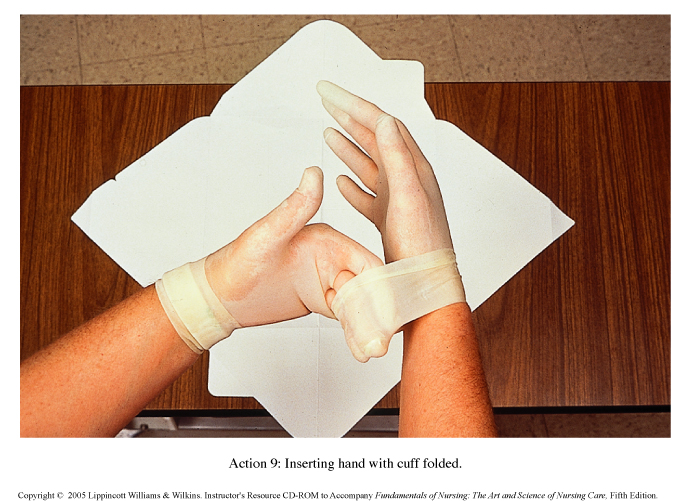 Action 9: Inserting hand with cuff folded.
Copyright © 2005 Lippincott Williams & Wilkins. Instructor's Resource CD-ROM to Accompany Fundamentals of Nursing: The Art and Science of Nursing Care, Fifth Edition.